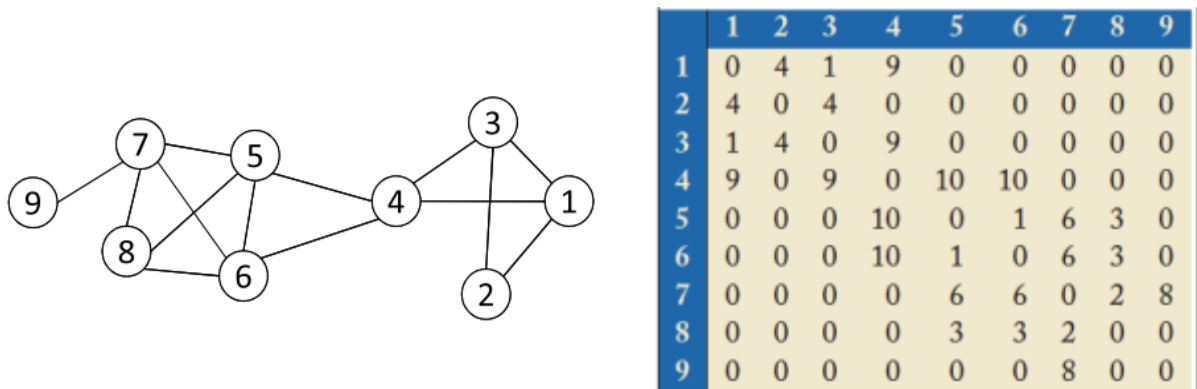 3
7
5
9
4
1
8
6
2
1 2 3 4 5 6 7 8 9
1 0 4 1 9 0 0 0 0 0
2 4 0 4 0 0 0 0 0 0
3 1 4 0 9 0 0 0 0 0
4 9 0 9 0 10 10 0 0 0
5 0 0 0 10 0 1 6 3 0
6 0 0 0 10 1 0 6 3 0
7 0 0 0 0 6 6 0 2 8
8 0 0 0 0 3 3 2 0 0
9 0 0 0 0 0 0 8 0 0